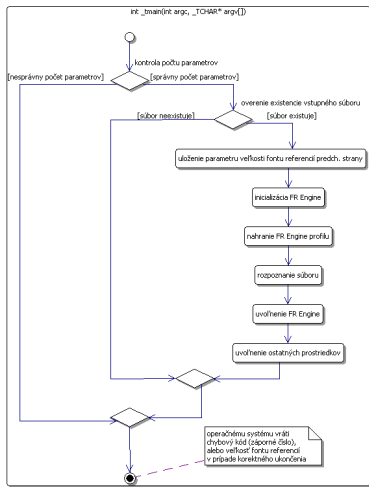 int _tmain(int argc, _TCHAR* argv[])
kontrola počtu parametrov
[nesprávny počet parametrov]
[správny počet parametrov]
overenie existencie vstupného súboru
[súbor neexistuje]
[súbor existuje]
uloženie parametru veľkosti fontu referencií predch. strany
inicializácia FR Engine
nahranie FR Engine profilu
rozpoznanie súboru
uvoľnenie FR Engine
uvoľnenie ostatných prostriedkov
operačnému systému vráti
chybový kód (záporné číslo),
alebo veľkosť fontu referencií
v prípade korektného ukončenia